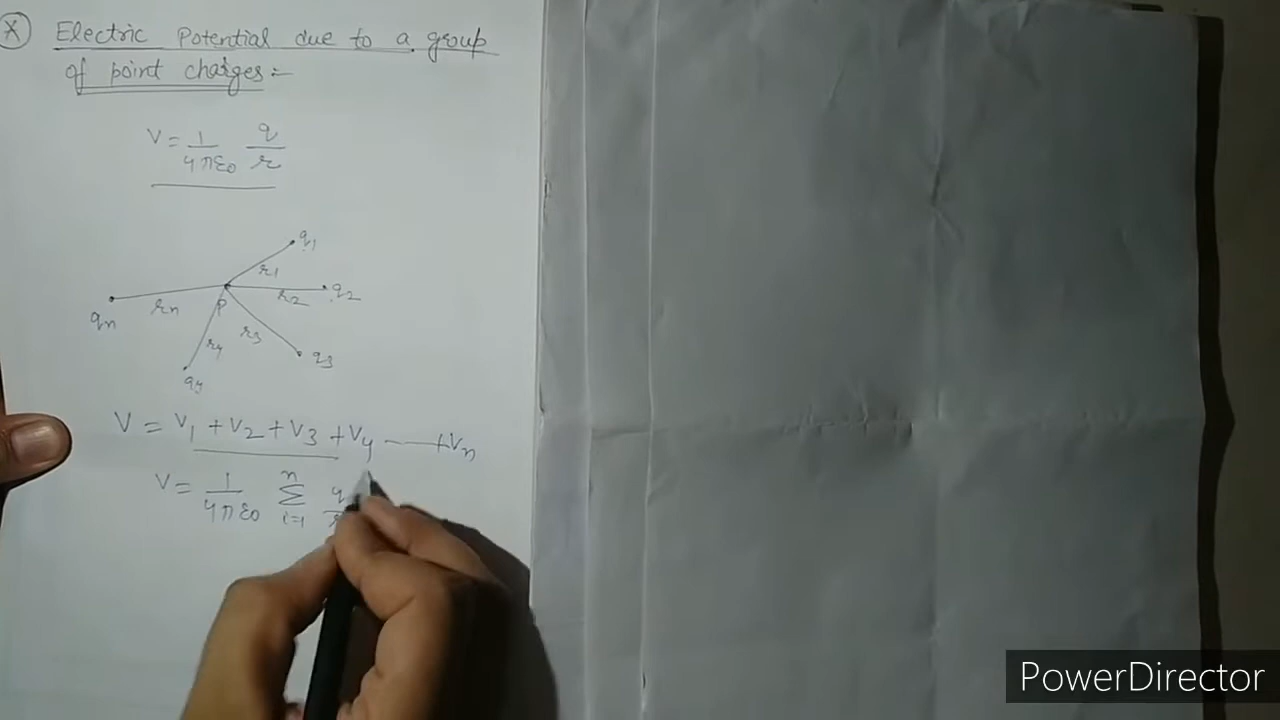 * Electric Potential due to a group
of point charges :-
V = 1/4πε0 q/r
q1
r1
r2 q2
rn P
qn
r3
r4
q3
q4
V = V1 + V2 + V3 + V4 ---- +Vn
V = 1/4πε0 n∑i=1 q
PowerDirector